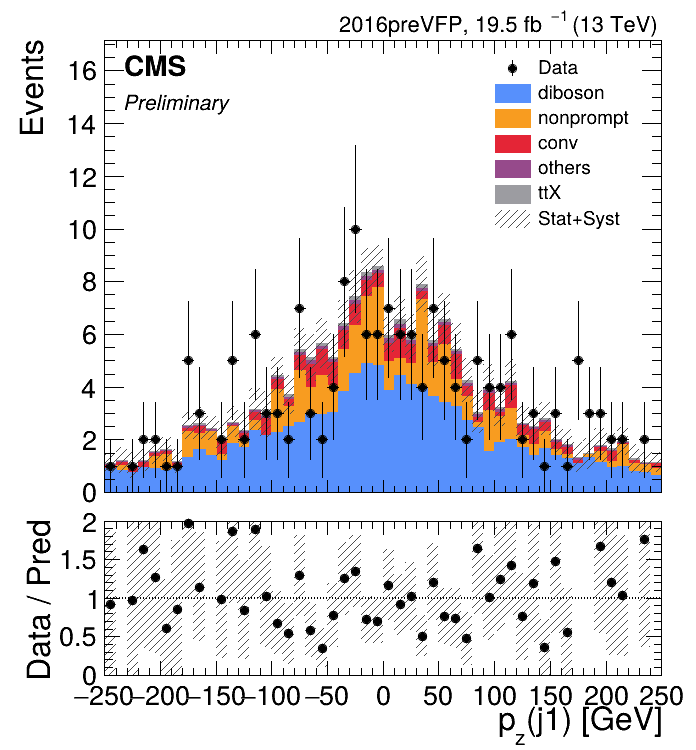 2016preVFP, 19.5 fb ⁻¹ (13 TeV)
CMS
Preliminary
Data
diboson
nonprompt
conv
others
ttX
Stat+Syst
Events
16
14
12
10
8
6
4
2
0
Data / Pred
2
1.5
1
0.5
0
−250 −200 −150 −100 −50 0 50 100 150 200 250
p_z(j1) [GeV]